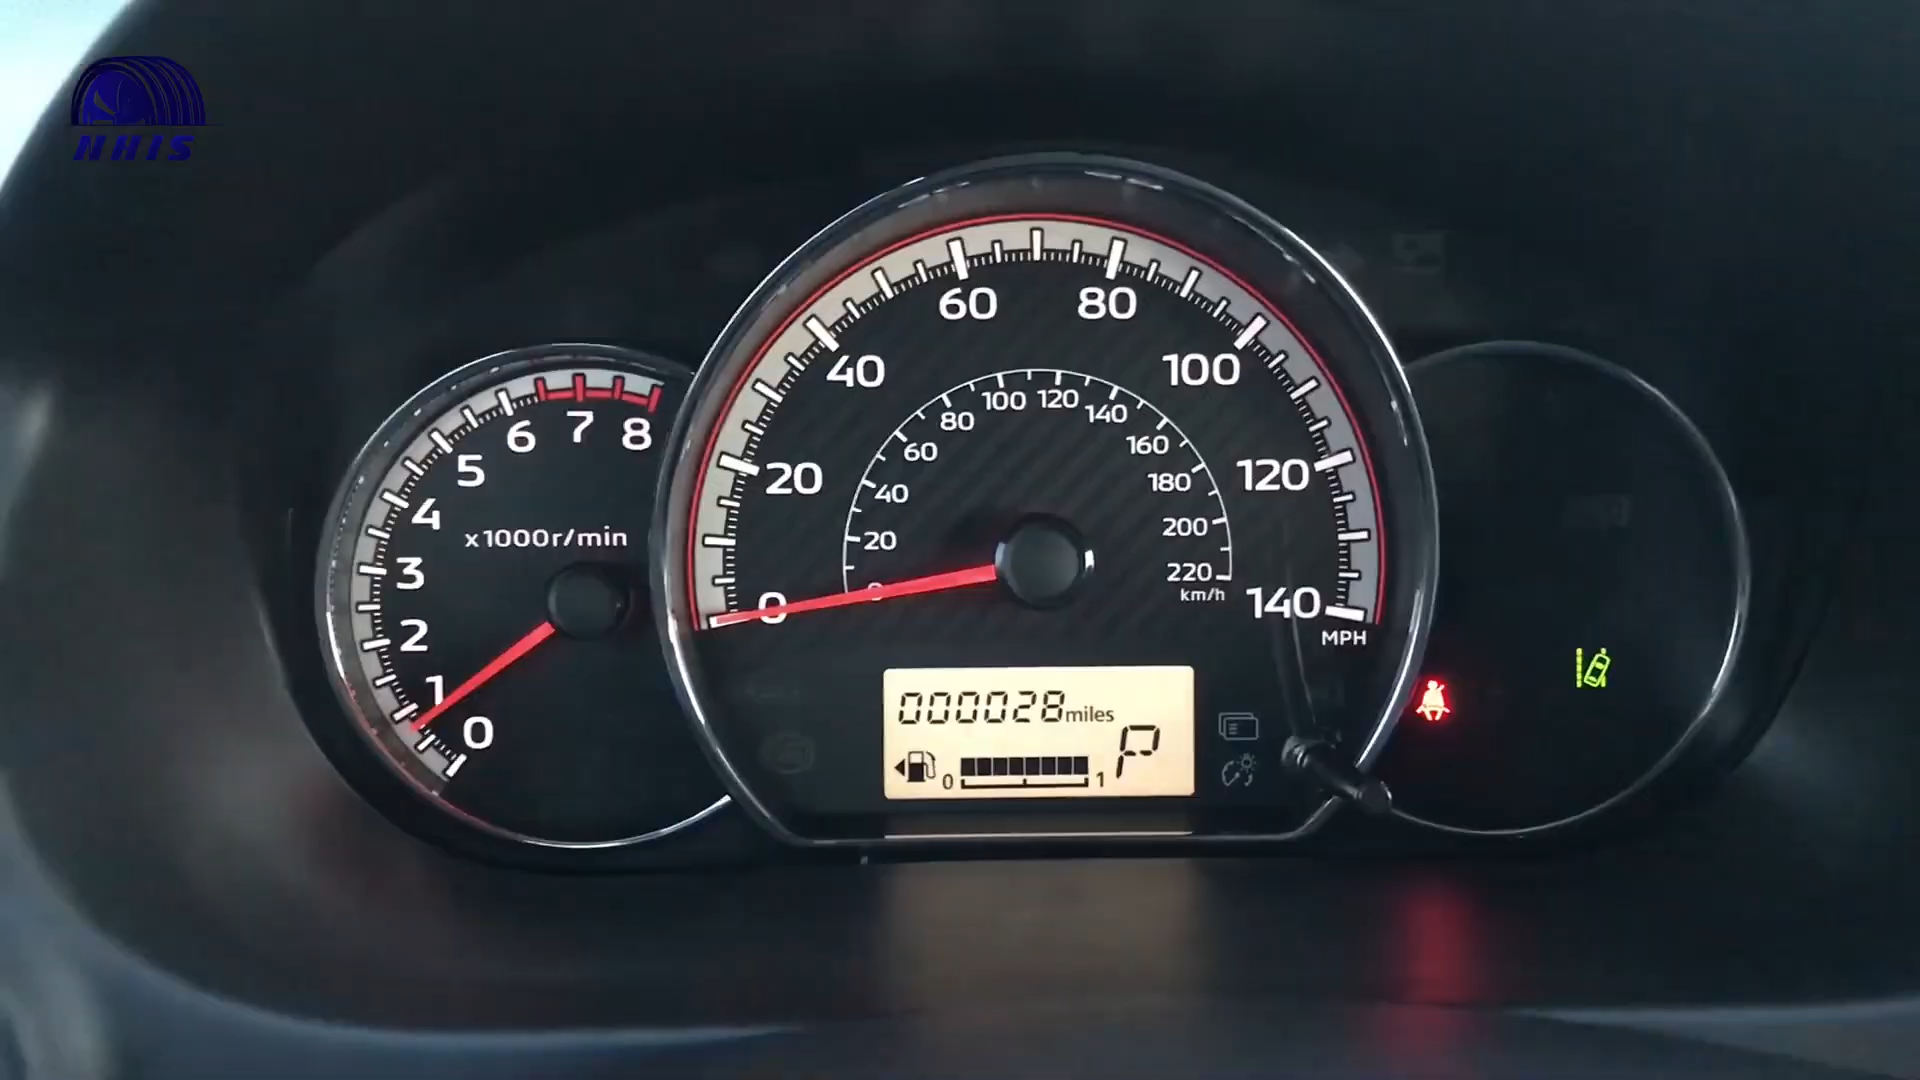 NHIS
0 1 2 3 4 5 6 7 8
x1000r/min
0 20 40 60 80 100 120 140
MPH
0 20 40 60 80 100 120 140 160 180 200 220
km/h
000028miles
0 1
P